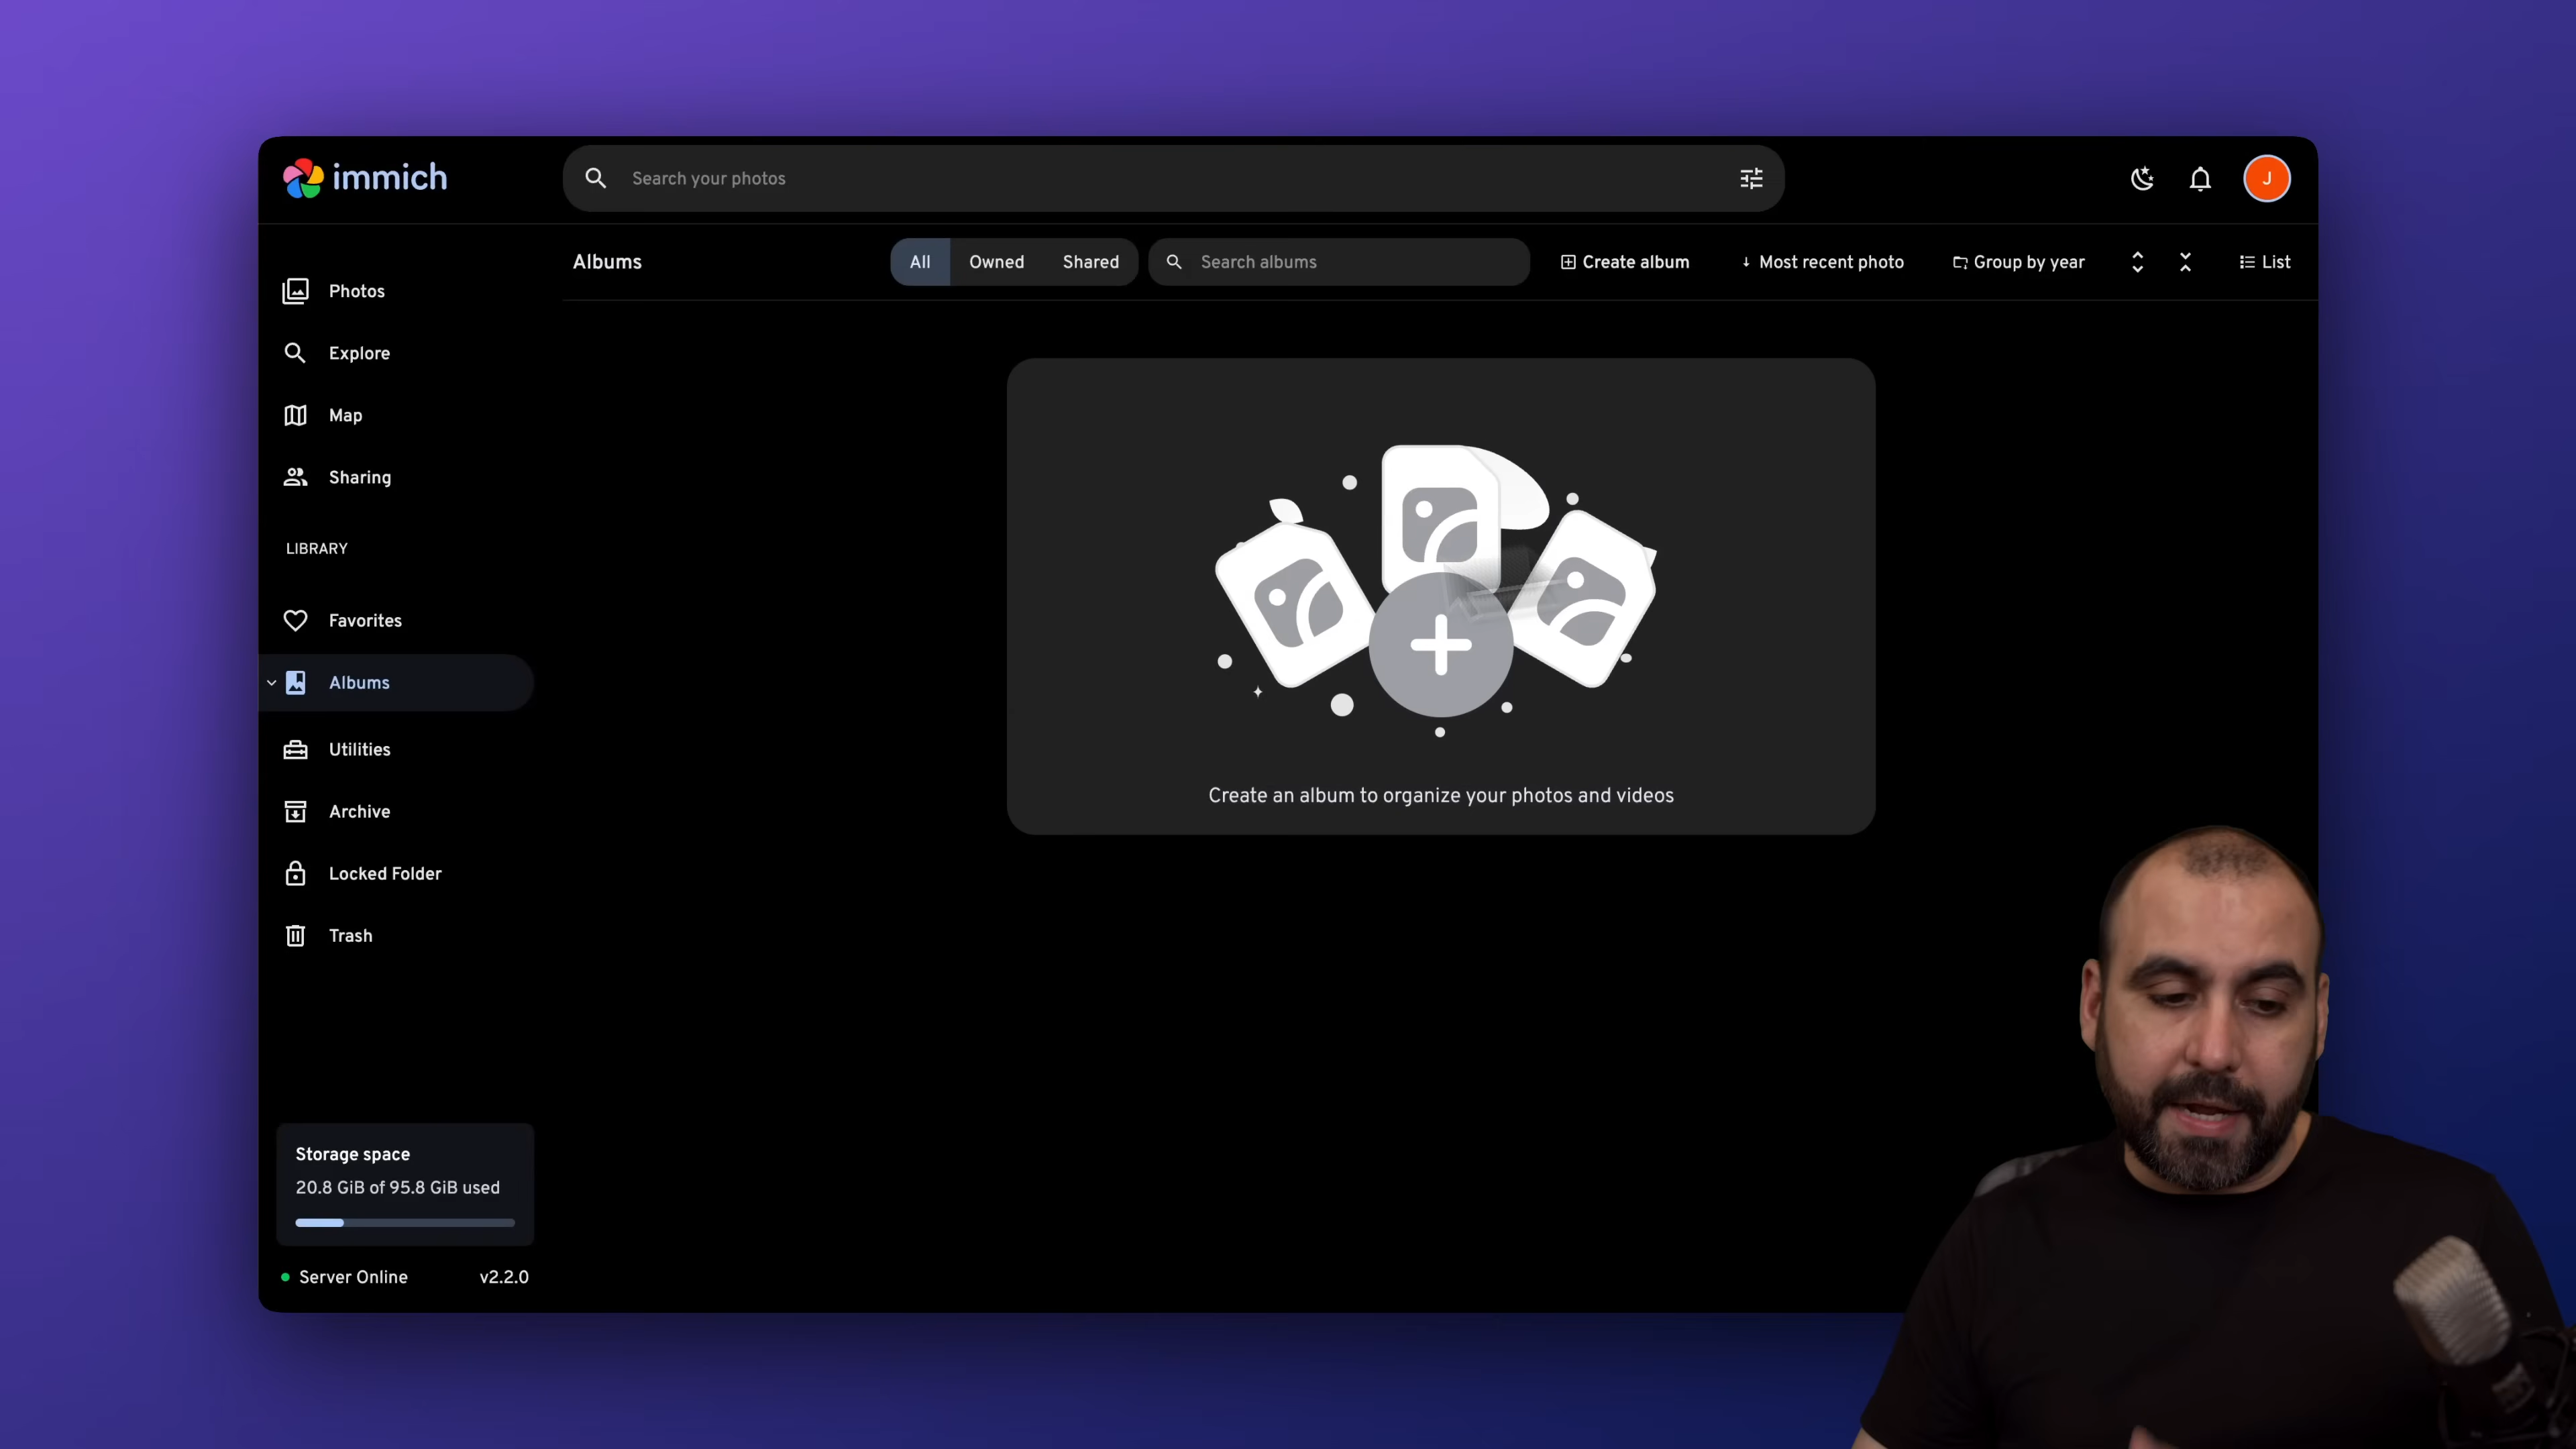 immich
Search your photos
J
Albums
All Owned Shared
Search albums
Create album
Most recent photo
Group by year
List
Photos
Explore
Map
Sharing
LIBRARY
Favorites
Albums
Utilities
Archive
Locked Folder
Trash
Create an album to organize your photos and videos
Storage space
20.8 GiB of 95.8 GiB used
Server Online v2.2.0